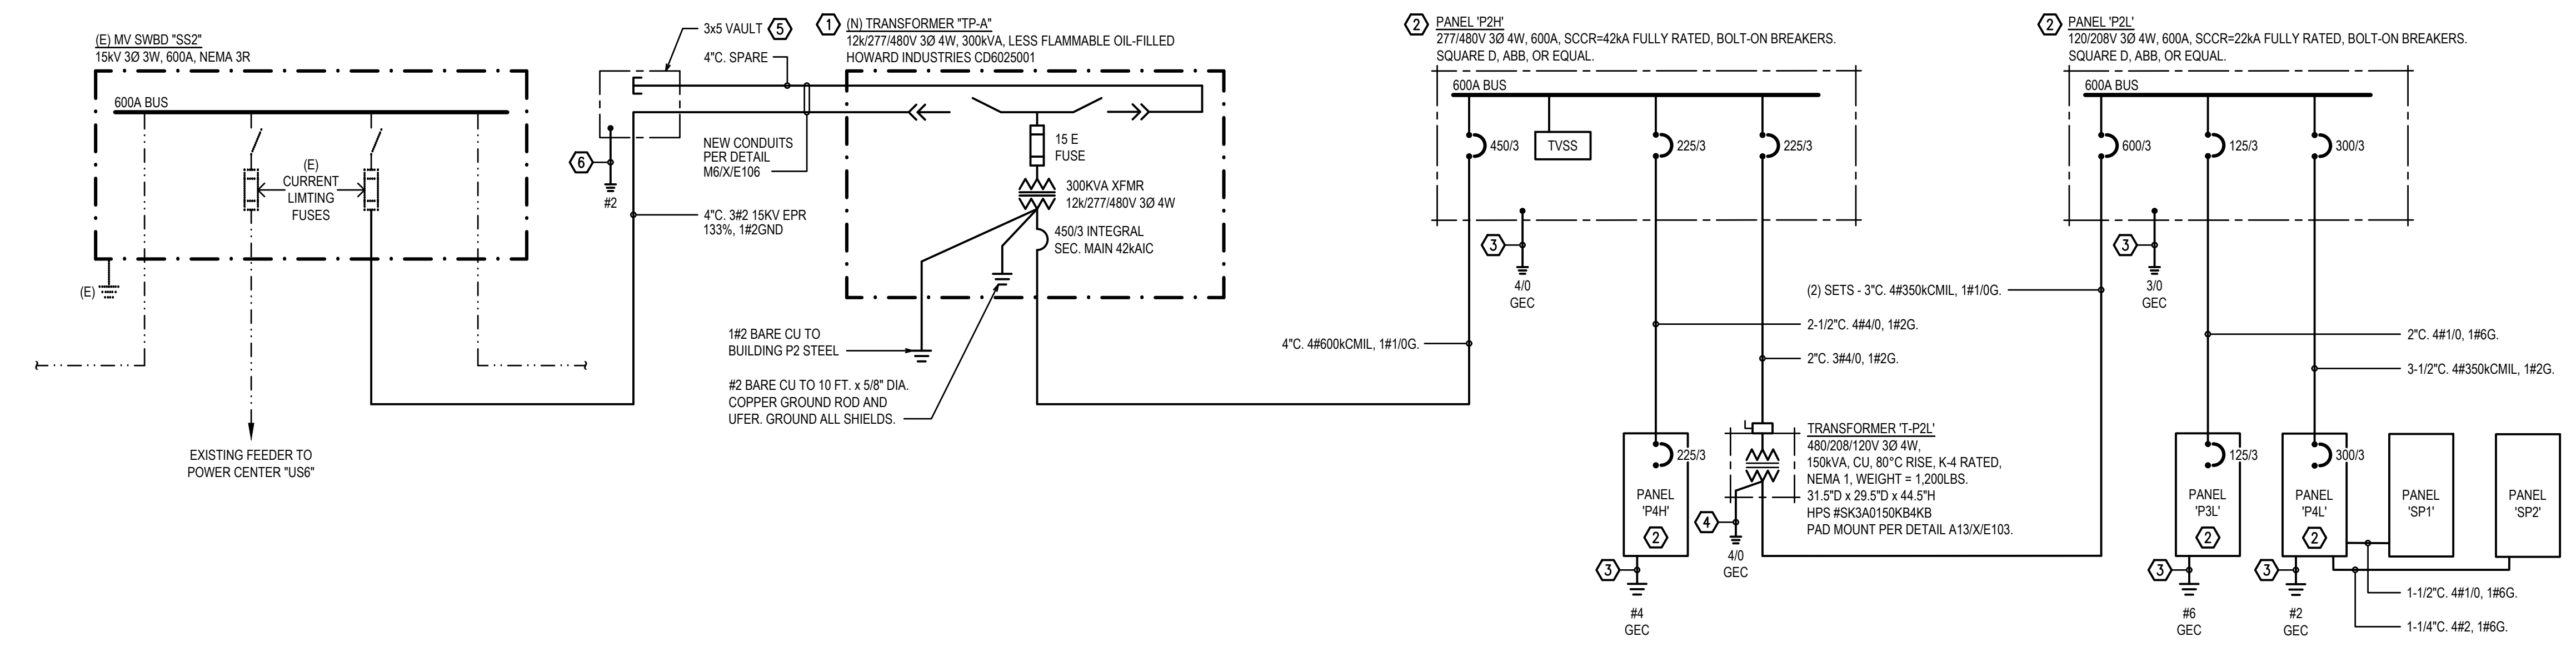 (E) MV SWBD "SS2"
15kV 3Ø 3W, 600A, NEMA 3R
600A BUS
(E)
CURRENT
LIMTING
FUSES
(E)
EXISTING FEEDER TO
POWER CENTER "US6"
3x5 VAULT
5
4"C. SPARE
6
#2
NEW CONDUITS
PER DETAIL
M6/X/E106
4"C. 3#2 15KV EPR
133%, 1#2GND
1
(N) TRANSFORMER "TP-A"
12k/277/480V 3Ø 4W, 300kVA, LESS FLAMMABLE OIL-FILLED
HOWARD INDUSTRIES CD6025001
15 E
FUSE
300KVA XFMR
12k/277/480V 3Ø 4W
450/3 INTEGRAL
SEC. MAIN 42kAIC
1#2 BARE CU TO
BUILDING P2 STEEL
#2 BARE CU TO 10 FT. x 5/8" DIA.
COPPER GROUND ROD AND
UFER. GROUND ALL SHIELDS.
4"C. 4#600kCMIL, 1#1/0G.
2
PANEL 'P2H'
277/480V 3Ø 4W, 600A, SCCR=42kA FULLY RATED, BOLT-ON BREAKERS.
SQUARE D, ABB, OR EQUAL.
600A BUS
450/3
TVSS
225/3
225/3
3
4/0
GEC
(2) SETS - 3"C. 4#350kCMIL, 1#1/0G.
2-1/2"C. 4#4/0, 1#2G.
2"C. 3#4/0, 1#2G.
225/3
PANEL
'P4H'
2
3
#4
GEC
TRANSFORMER 'T-P2L'
480/208/120V 3Ø 4W,
150kVA, CU, 80°C RISE, K-4 RATED,
NEMA 1, WEIGHT = 1,200LBS.
31.5"D x 29.5"D x 44.5"H
HPS #SK3A0150KB4KB
PAD MOUNT PER DETAIL A13/X/E103.
4
4/0
GEC
2
PANEL 'P2L'
120/208V 3Ø 4W, 600A, SCCR=22kA FULLY RATED, BOLT-ON BREAKERS.
SQUARE D, ABB, OR EQUAL.
600A BUS
600/3
125/3
300/3
3
3/0
GEC
2"C. 4#1/0, 1#6G.
3-1/2"C. 4#350kCMIL, 1#2G.
125/3
PANEL
'P3L'
2
3
#6
GEC
300/3
PANEL
'P4L'
2
3
#2
GEC
PANEL
'SP1'
PANEL
'SP2'
1-1/2"C. 4#1/0, 1#6G.
1-1/4"C. 4#2, 1#6G.